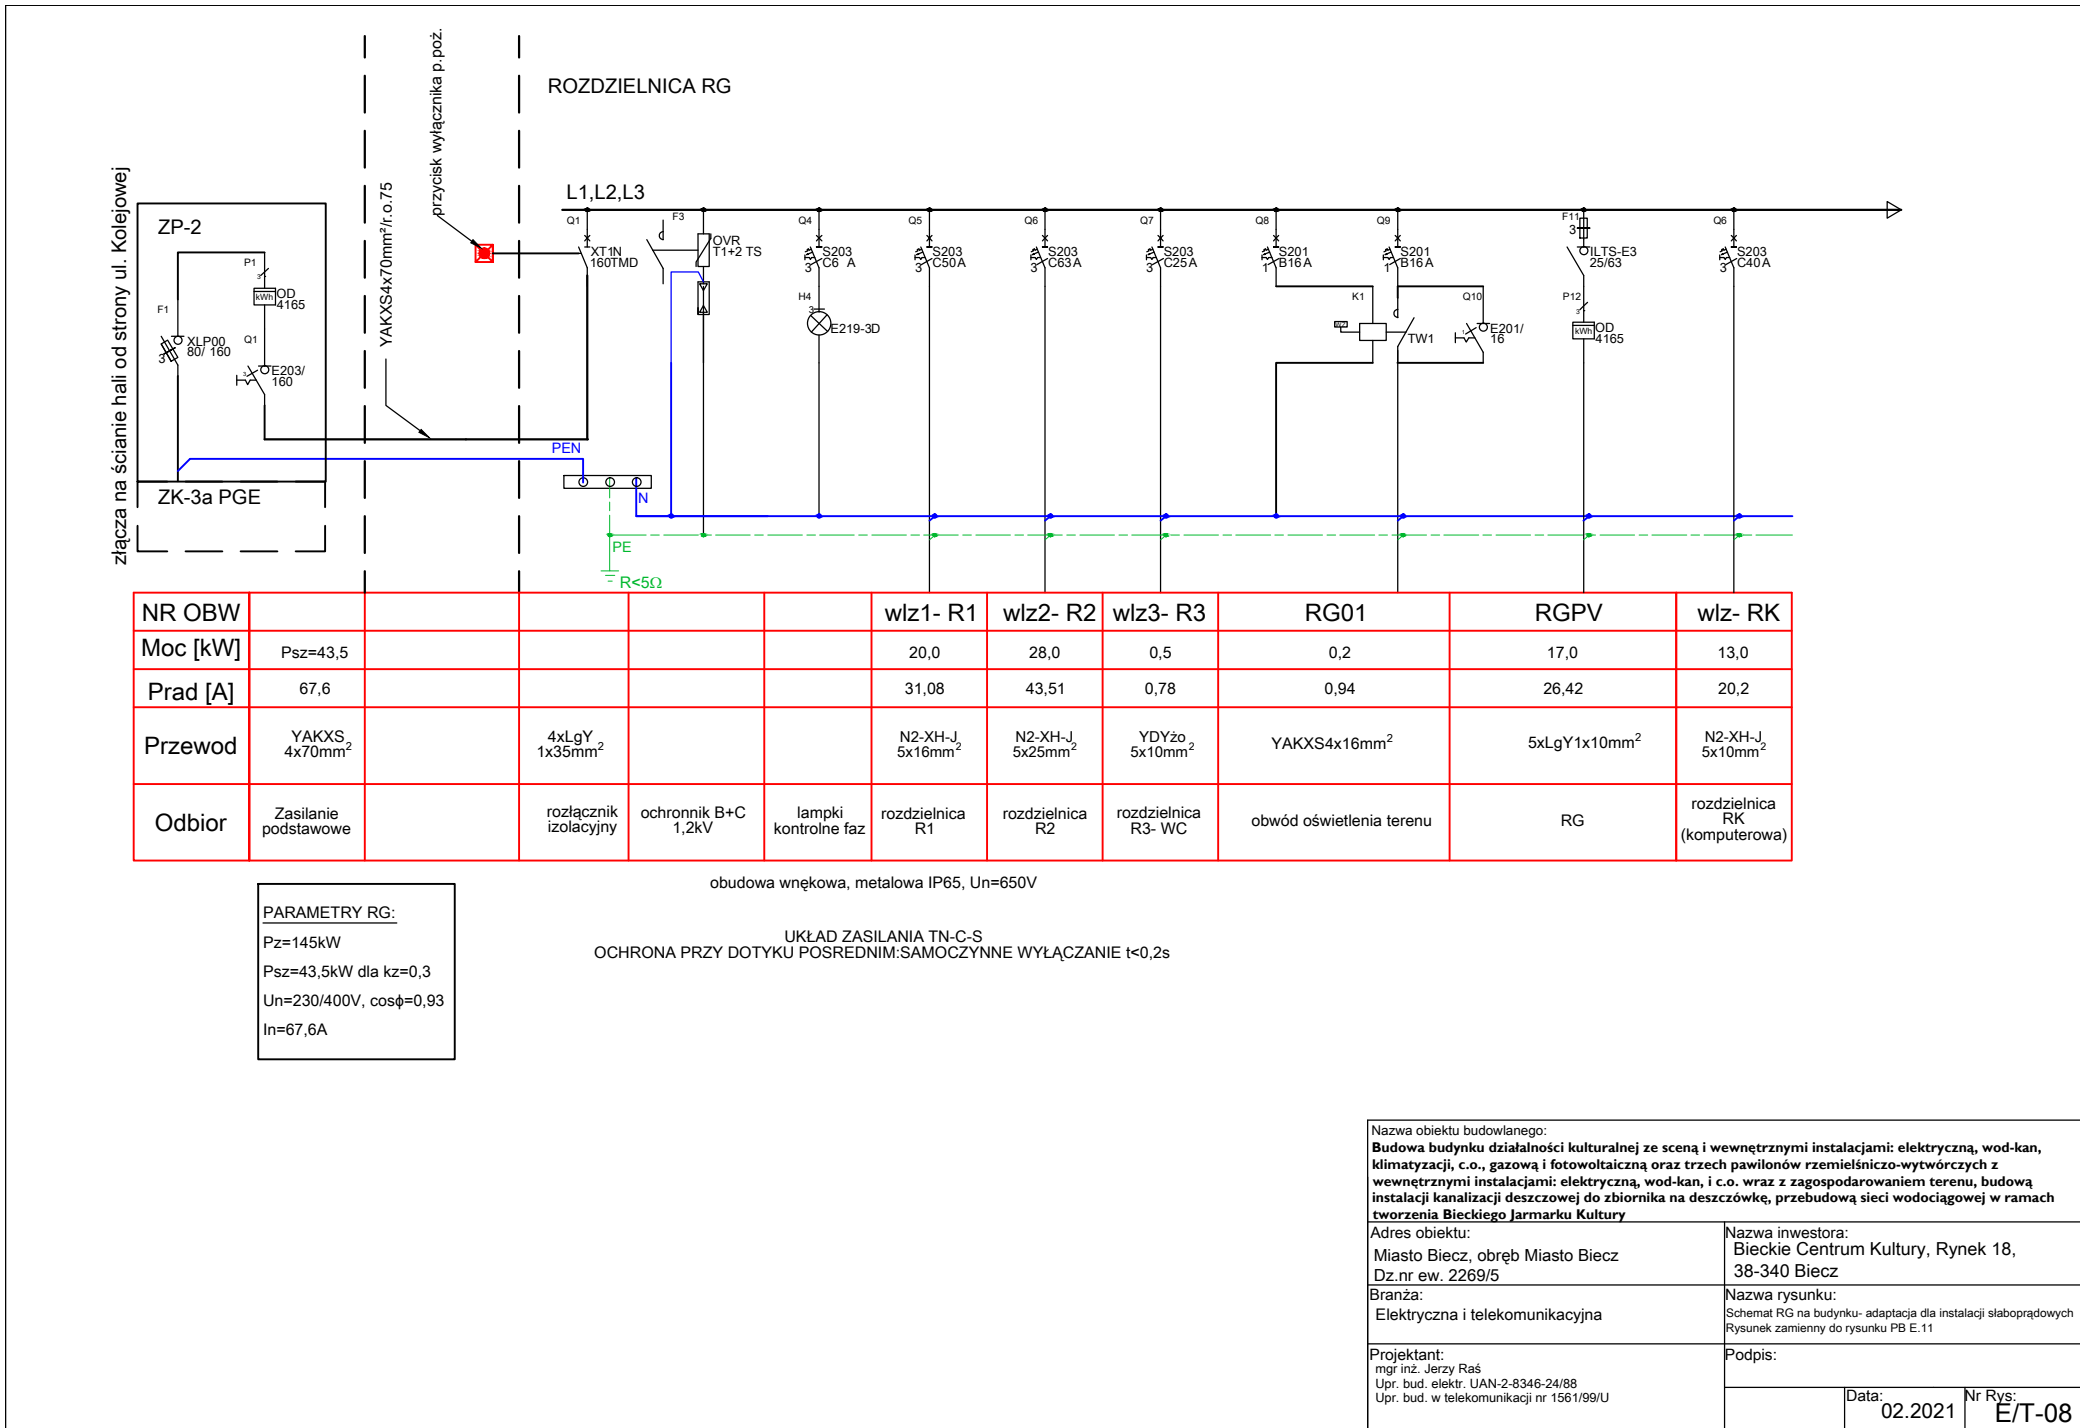 ROZDZIELNICA RG
przycisk wyłącznika p.poż.
YAKXS4x70mm²/r.o.75
złącza na ścianie hali od strony ul. Kolejowej
ZP-2
P1
kWh
OD
4165
F1
XLP00
80/ 160
3
Q1
3
E203/
160
ZK-3a PGE
L1,L2,L3
Q1
XT1N
160TMD
F3
OVR
T1+2 TS
Q4
S203
C6 A
3
H4
3
E219-3D
Q5
S203
C50A
3
Q6
S203
C63A
3
Q7
S203
C25A
3
Q8
S201
B16A
1
K1
Q9
S201
B16A
1
TW1
Q10
1
E201/
16
F11
3
ILTS-E3
25/63
P12
3
kWh
OD
4165
Q6
S203
C40A
3
PEN
N
PE
R<5Ω
NR OBW wlz1- R1 wlz2- R2 wlz3- R3 RG01 RGPV wlz- RK
Moc [kW] Psz=43,5 20,0 28,0 0,5 0,2 17,0 13,0
Prad [A] 67,6 31,08 43,51 0,78 0,94 26,42 20,2
Przewod
YAKXS
4x70mm²
4xLgY
1x35mm²
N2-XH-J
5x16mm²
N2-XH-J
5x25mm²
YDYżo
5x10mm²
YAKXS4x16mm²
5xLgY1x10mm²
N2-XH-J
5x10mm²
Odbior
Zasilanie
podstawowe
rozłącznik
izolacyjny
ochronnik B+C
1,2kV
lampki
kontrolne faz
rozdzielnica
R1
rozdzielnica
R2
rozdzielnica
R3- WC
obwód oświetlenia terenu
RG
rozdzielnica
RK
(komputerowa)
obudowa wnękowa, metalowa IP65, Un=650V
UKŁAD ZASILANIA TN-C-S
OCHRONA PRZY DOTYKU POSREDNIM:SAMOCZYNNE WYŁĄCZANIE t<0,2s
PARAMETRY RG:
Pz=145kW
Psz=43,5kW dla kz=0,3
Un=230/400V, cosϕ=0,93
In=67,6A
Nazwa obiektu budowlanego:
Budowa budynku działalności kulturalnej ze sceną i wewnętrznymi instalacjami: elektryczną, wod-kan,
klimatyzacji, c.o., gazową i fotowoltaiczną oraz trzech pawilonów rzemielśniczo-wytwórczych z
wewnętrznymi instalacjami: elektryczną, wod-kan, i c.o. wraz z zagospodarowaniem terenu, budową
instalacji kanalizacji deszczowej do zbiornika na deszczówkę, przebudową sieci wodociągowej w ramach
tworzenia Bieckiego Jarmarku Kultury
Adres obiektu:
Miasto Biecz, obręb Miasto Biecz
Dz.nr ew. 2269/5
Nazwa inwestora:
Bieckie Centrum Kultury, Rynek 18,
38-340 Biecz
Branża:
Elektryczna i telekomunikacyjna
Nazwa rysunku:
Schemat RG na budynku- adaptacja dla instalacji słaboprądowych
Rysunek zamienny do rysunku PB E.11
Projektant:
mgr inż. Jerzy Raś
Upr. bud. elektr. UAN-2-8346-24/88
Upr. bud. w telekomunikacji nr 1561/99/U
Podpis:
Data:
02.2021
Nr Rys:
E/T-08